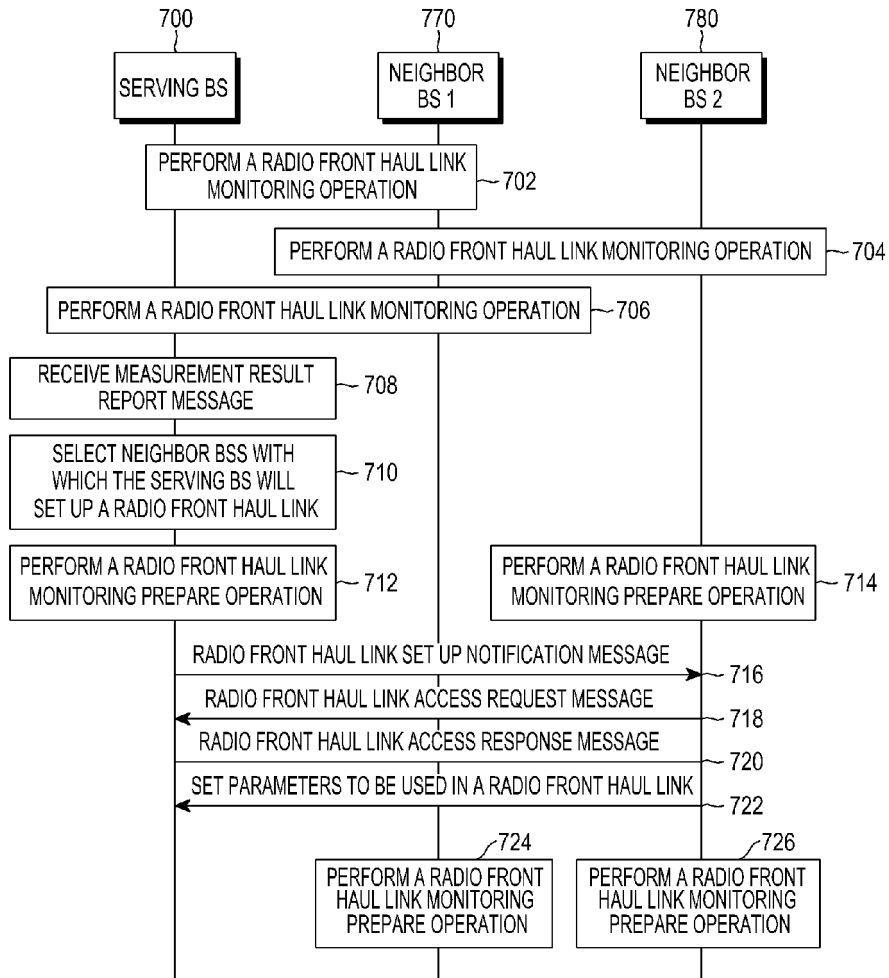 700
770
780
SERVING BS
NEIGHBOR
BS 1
NEIGHBOR
BS 2
PERFORM A RADIO FRONT HAUL LINK
MONITORING OPERATION
702
PERFORM A RADIO FRONT HAUL LINK MONITORING OPERATION
704
PERFORM A RADIO FRONT HAUL LINK MONITORING OPERATION
706
RECEIVE MEASUREMENT RESULT
REPORT MESSAGE
708
SELECT NEIGHBOR BSS WITH
WHICH THE SERVING BS WILL
SET UP A RADIO FRONT HAUL LINK
710
PERFORM A RADIO FRONT HAUL LINK
MONITORING PREPARE OPERATION
712
PERFORM A RADIO FRONT HAUL LINK
MONITORING PREPARE OPERATION
714
RADIO FRONT HAUL LINK SET UP NOTIFICATION MESSAGE
716
RADIO FRONT HAUL LINK ACCESS REQUEST MESSAGE
718
RADIO FRONT HAUL LINK ACCESS RESPONSE MESSAGE
720
SET PARAMETERS TO BE USED IN A RADIO FRONT HAUL LINK
722
724
PERFORM A RADIO FRONT
HAUL LINK MONITORING
PREPARE OPERATION
726
PERFORM A RADIO FRONT
HAUL LINK MONITORING
PREPARE OPERATION